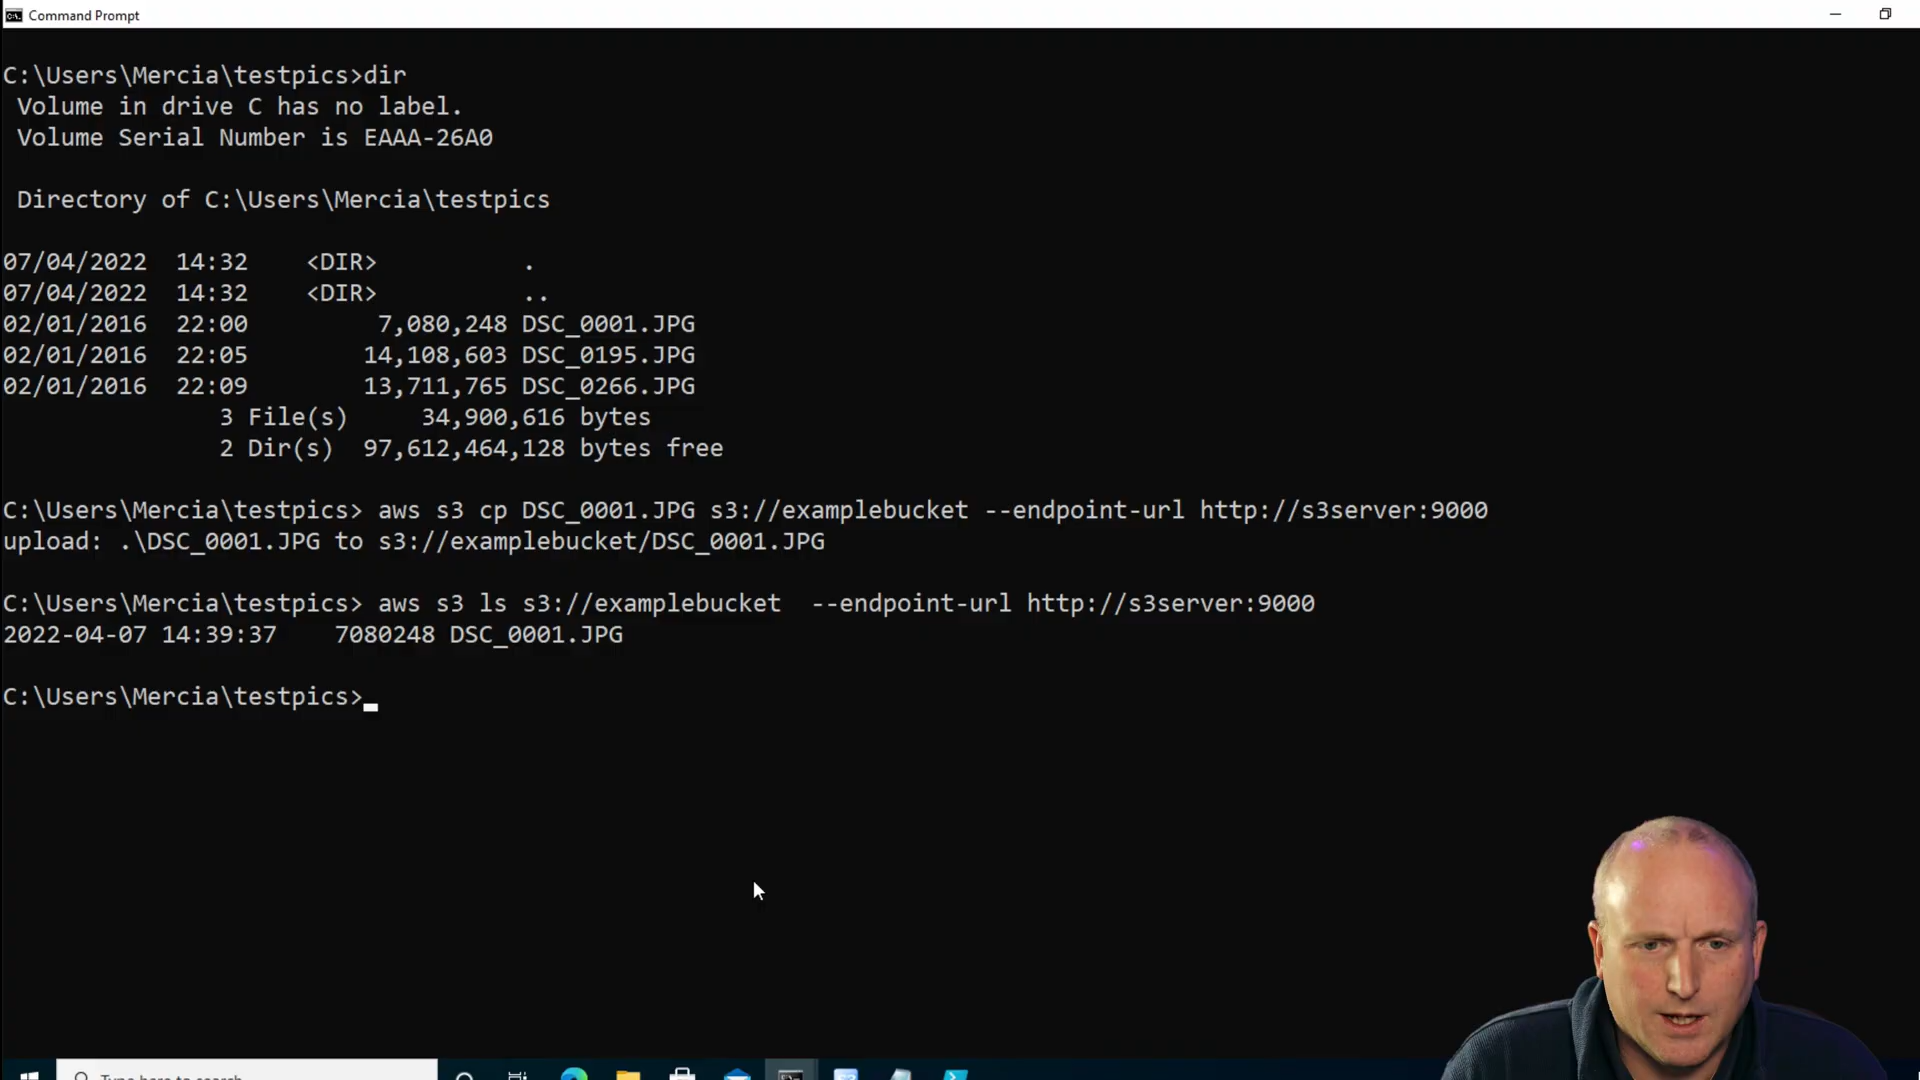 Command Prompt
C:\Users\Mercia\testpics>dir
Volume in drive C has no label.
Volume Serial Number is EAAA-26A0
Directory of C:\Users\Mercia\testpics
07/04/2022 14:32 <DIR> .
07/04/2022 14:32 <DIR> ..
02/01/2016 22:00 7,080,248 DSC_0001.JPG
02/01/2016 22:05 14,108,603 DSC_0195.JPG
02/01/2016 22:09 13,711,765 DSC_0266.JPG
3 File(s) 34,900,616 bytes
2 Dir(s) 97,612,464,128 bytes free
C:\Users\Mercia\testpics> aws s3 cp DSC_0001.JPG s3://examplebucket --endpoint-url http://s3server:9000
upload: .\DSC_0001.JPG to s3://examplebucket/DSC_0001.JPG
C:\Users\Mercia\testpics> aws s3 ls s3://examplebucket --endpoint-url http://s3server:9000
2022-04-07 14:39:37 7080248 DSC_0001.JPG
C:\Users\Mercia\testpics>
Type here to search